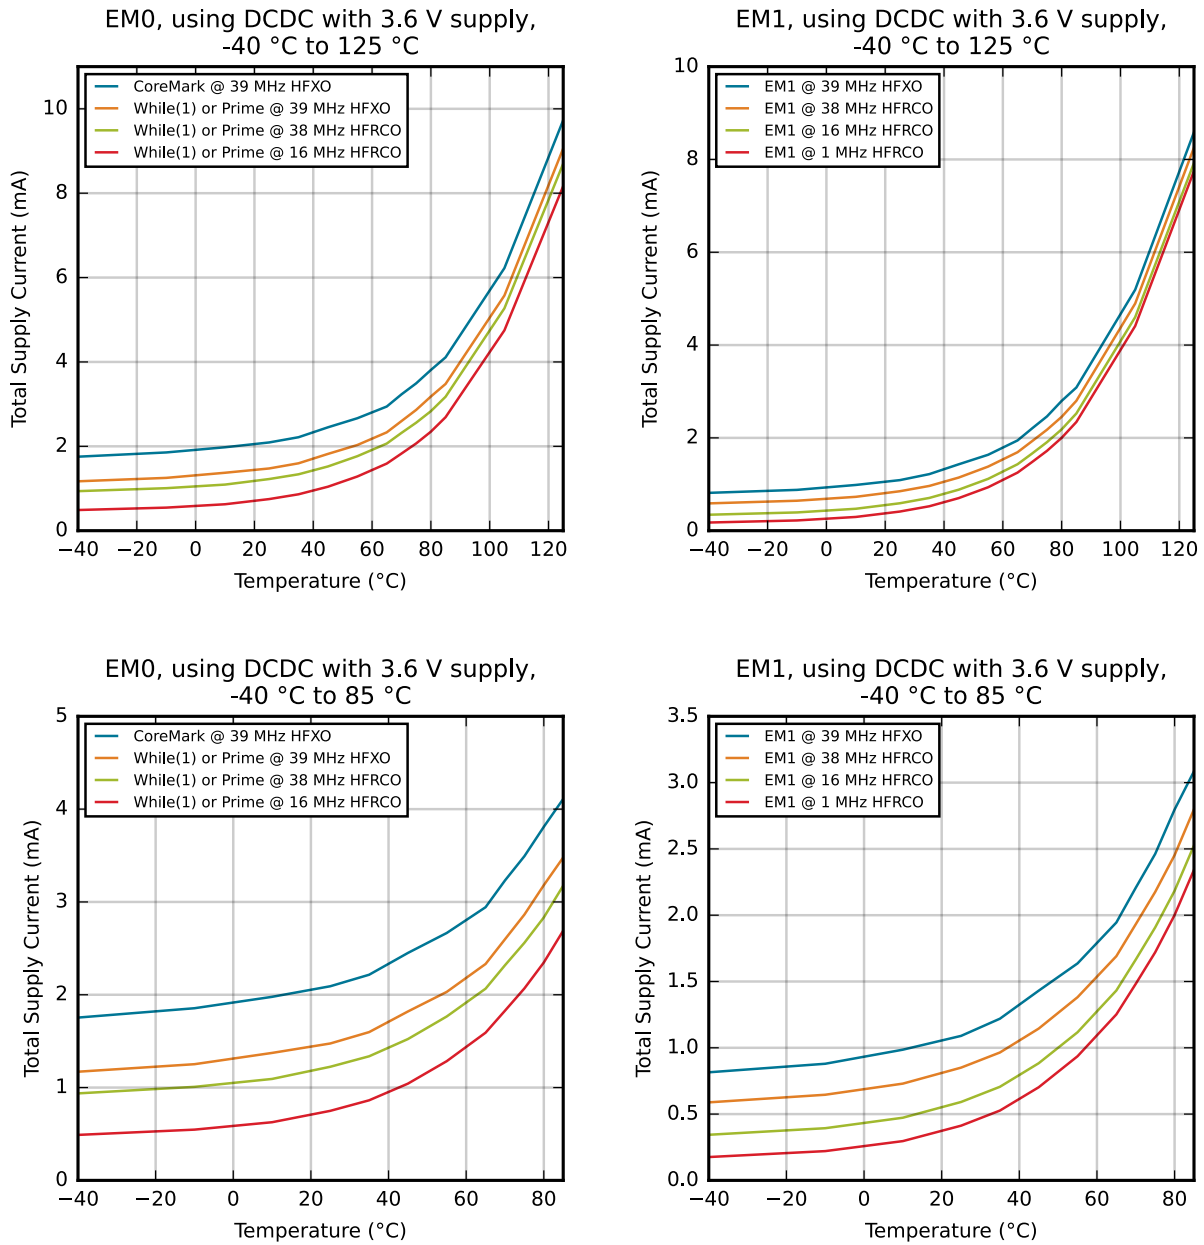 EM0, using DCDC with 3.6 V supply,
-40 °C to 125 °C
CoreMark @ 39 MHz HFXO
While(1) or Prime @ 39 MHz HFXO
While(1) or Prime @ 38 MHz HFRCO
While(1) or Prime @ 16 MHz HFRCO
10
8
6
4
2
0
Total Supply Current (mA)
−40 −20 0 20 40 60 80 100 120
Temperature (°C)
EM1, using DCDC with 3.6 V supply,
-40 °C to 125 °C
EM1 @ 39 MHz HFXO
EM1 @ 38 MHz HFRCO
EM1 @ 16 MHz HFRCO
EM1 @ 1 MHz HFRCO
10
8
6
4
2
0
Total Supply Current (mA)
−40 −20 0 20 40 60 80 100 120
Temperature (°C)
EM0, using DCDC with 3.6 V supply,
-40 °C to 85 °C
CoreMark @ 39 MHz HFXO
While(1) or Prime @ 39 MHz HFXO
While(1) or Prime @ 38 MHz HFRCO
While(1) or Prime @ 16 MHz HFRCO
5
4
3
2
1
0
Total Supply Current (mA)
−40 −20 0 20 40 60 80
Temperature (°C)
EM1, using DCDC with 3.6 V supply,
-40 °C to 85 °C
EM1 @ 39 MHz HFXO
EM1 @ 38 MHz HFRCO
EM1 @ 16 MHz HFRCO
EM1 @ 1 MHz HFRCO
3.5
3.0
2.5
2.0
1.5
1.0
0.5
0.0
Total Supply Current (mA)
−40 −20 0 20 40 60 80
Temperature (°C)